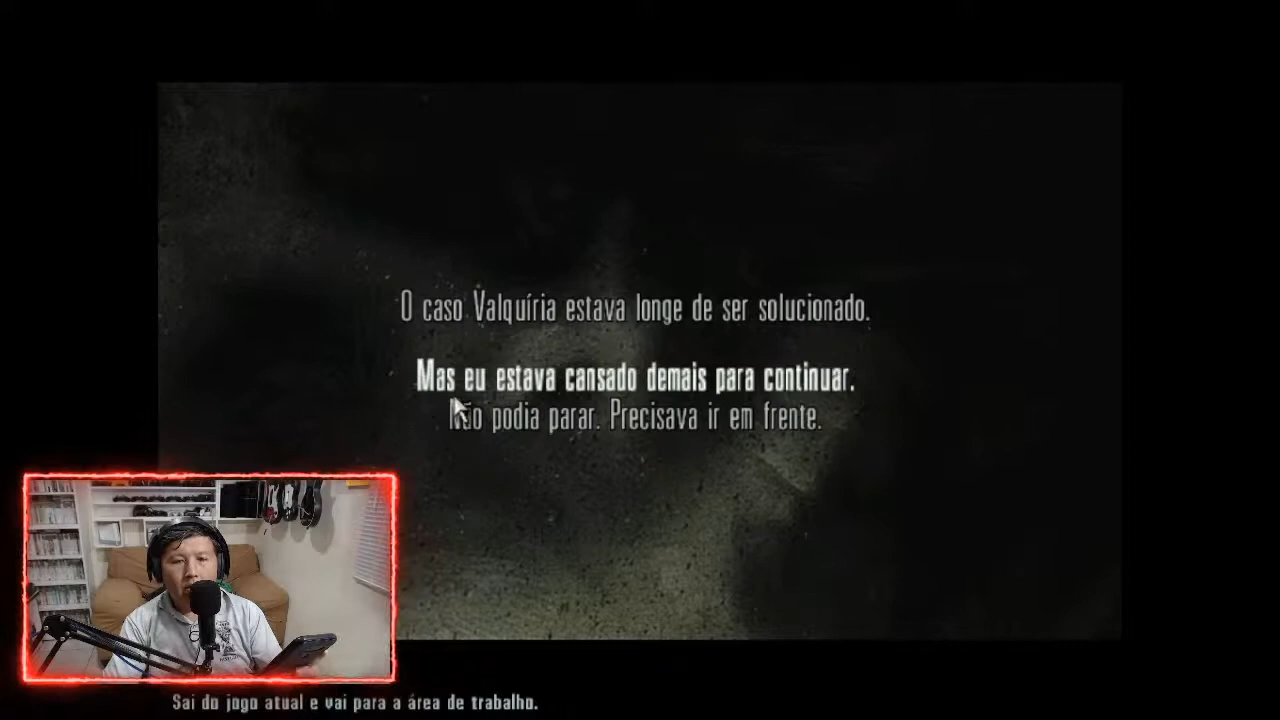 O caso Valquíria estava longe de ser solucionado.
Mas eu estava cansado demais para continuar.
Não podia parar. Precisava ir em frente.
Sai do jogo atual e vai para a área de trabalho.